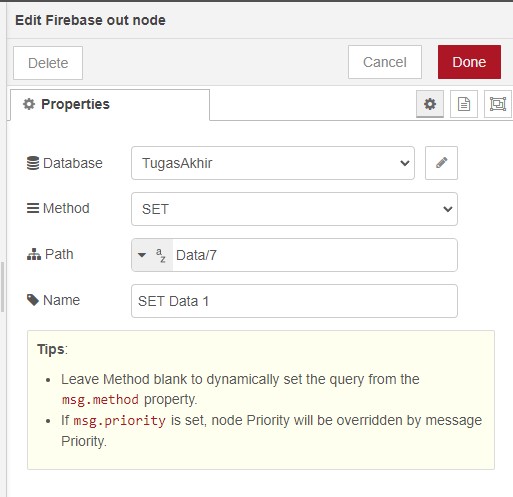 Edit Firebase out node
Delete
Cancel
Done
Properties
Database
TugasAkhir
Method
SET
Path
a
z
Data/7
Name
SET Data 1
Tips:
Leave Method blank to dynamically set the query from the
msg.method property.
If msg.priority is set, node Priority will be overridden by message
Priority.